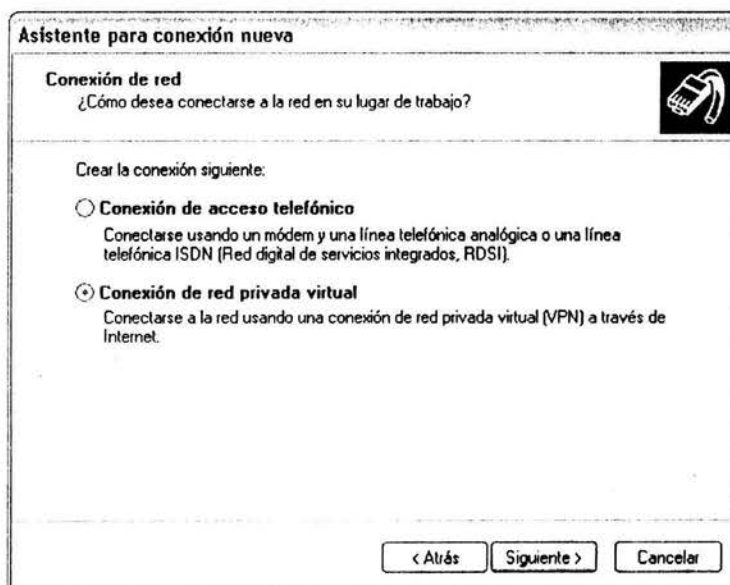 Asistente para conexión nueva
Conexión de red
¿Cómo desea conectarse a la red en su lugar de trabajo?
Crear la conexión siguiente:
Conexión de acceso telefónico
Conectarse usando un módem y una línea telefónica analógica o una línea
telefónica ISDN (Red digital de servicios integrados, RDSI).
Conexión de red privada virtual
Conectarse a la red usando una conexión de red privada virtual (VPN) a través de
Internet.
< Atrás Siguiente > Cancelar